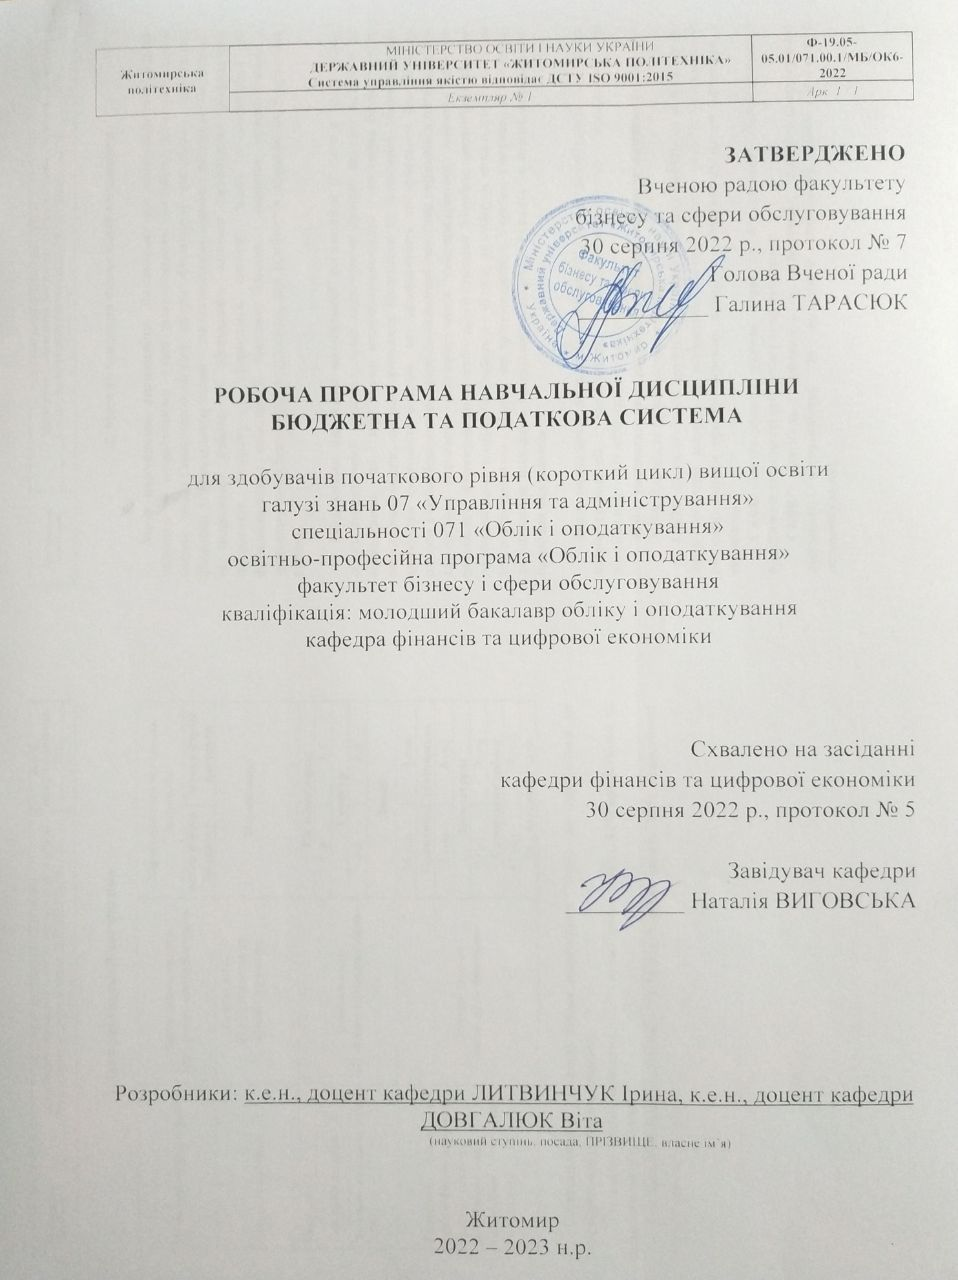 Житомирська
політехніка
МІНІСТЕРСТВО ОСВІТИ І НАУКИ УКРАЇНИ
ДЕРЖАВНИЙ УНІВЕРСИТЕТ «ЖИТОМИРСЬКА ПОЛІТЕХНІКА»
Система управління якістю відповідає ДСТУ ISO 9001:2015
Екземпляр № 1
Ф-19.05-
05.01/071.00.1/МБ/ОК6-
2022
Арк 1 / 1
ЗАТВЕРДЖЕНО
Вченою радою факультету
бізнесу та сфери обслуговування
30 серпня 2022 р., протокол № 7
Голова Вченої ради
Галина ТАРАСЮК
РОБОЧА ПРОГРАМА НАВЧАЛЬНОЇ ДИСЦИПЛІНИ
БЮДЖЕТНА ТА ПОДАТКОВА СИСТЕМА
для здобувачів початкового рівня (короткий цикл) вищої освіти
галузі знань 07 «Управління та адміністрування»
спеціальності 071 «Облік і оподаткування»
освітньо-професійна програма «Облік і оподаткування»
факультет бізнесу і сфери обслуговування
кваліфікація: молодший бакалавр обліку і оподаткування
кафедра фінансів та цифрової економіки
Схвалено на засіданні
кафедри фінансів та цифрової економіки
30 серпня 2022 р., протокол № 5
Завідувач кафедри
Наталія ВИГОВСЬКА
Розробники: к.е.н., доцент кафедри ЛИТВИНЧУК Ірина, к.е.н., доцент кафедри
ДОВГАЛЮК Віта
(науковий ступінь, посада, ПРІЗВИЩЕ, власне ім'я)
Житомир
2022 – 2023 н.р.